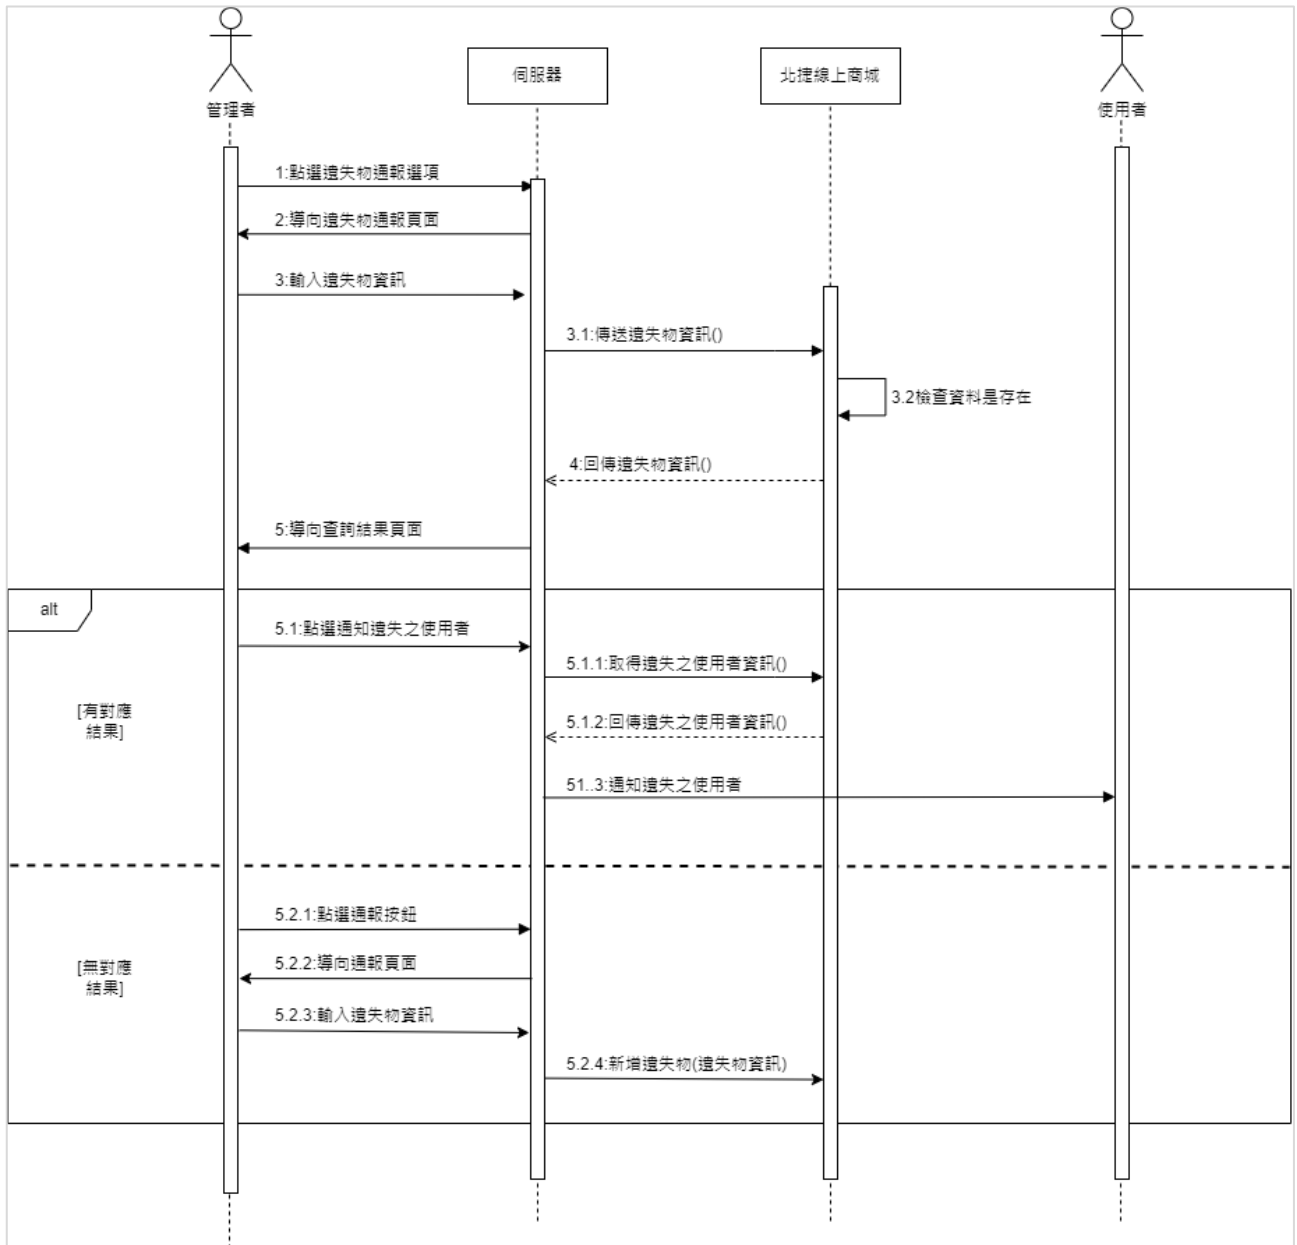 管理者
伺服器
北捷線上商城
使用者
1:點選遺失物通報選項
2:導向遺失物通報頁面
3:輸入遺失物資訊
3.1:傳送遺失物資訊()
3.2檢查資料是存在
4:回傳遺失物資訊()
5:導向查詢結果頁面
alt
5.1:點選通知遺失之使用者
5.1.1:取得遺失之使用者資訊()
[有對應
結果]
5.1.2:回傳遺失之使用者資訊()
51..3:通知遺失之使用者
5.2.1:點選通報按鈕
5.2.2:導向通報頁面
[無對應
結果]
5.2.3:輸入遺失物資訊
5.2.4:新增遺失物(遺失物資訊)